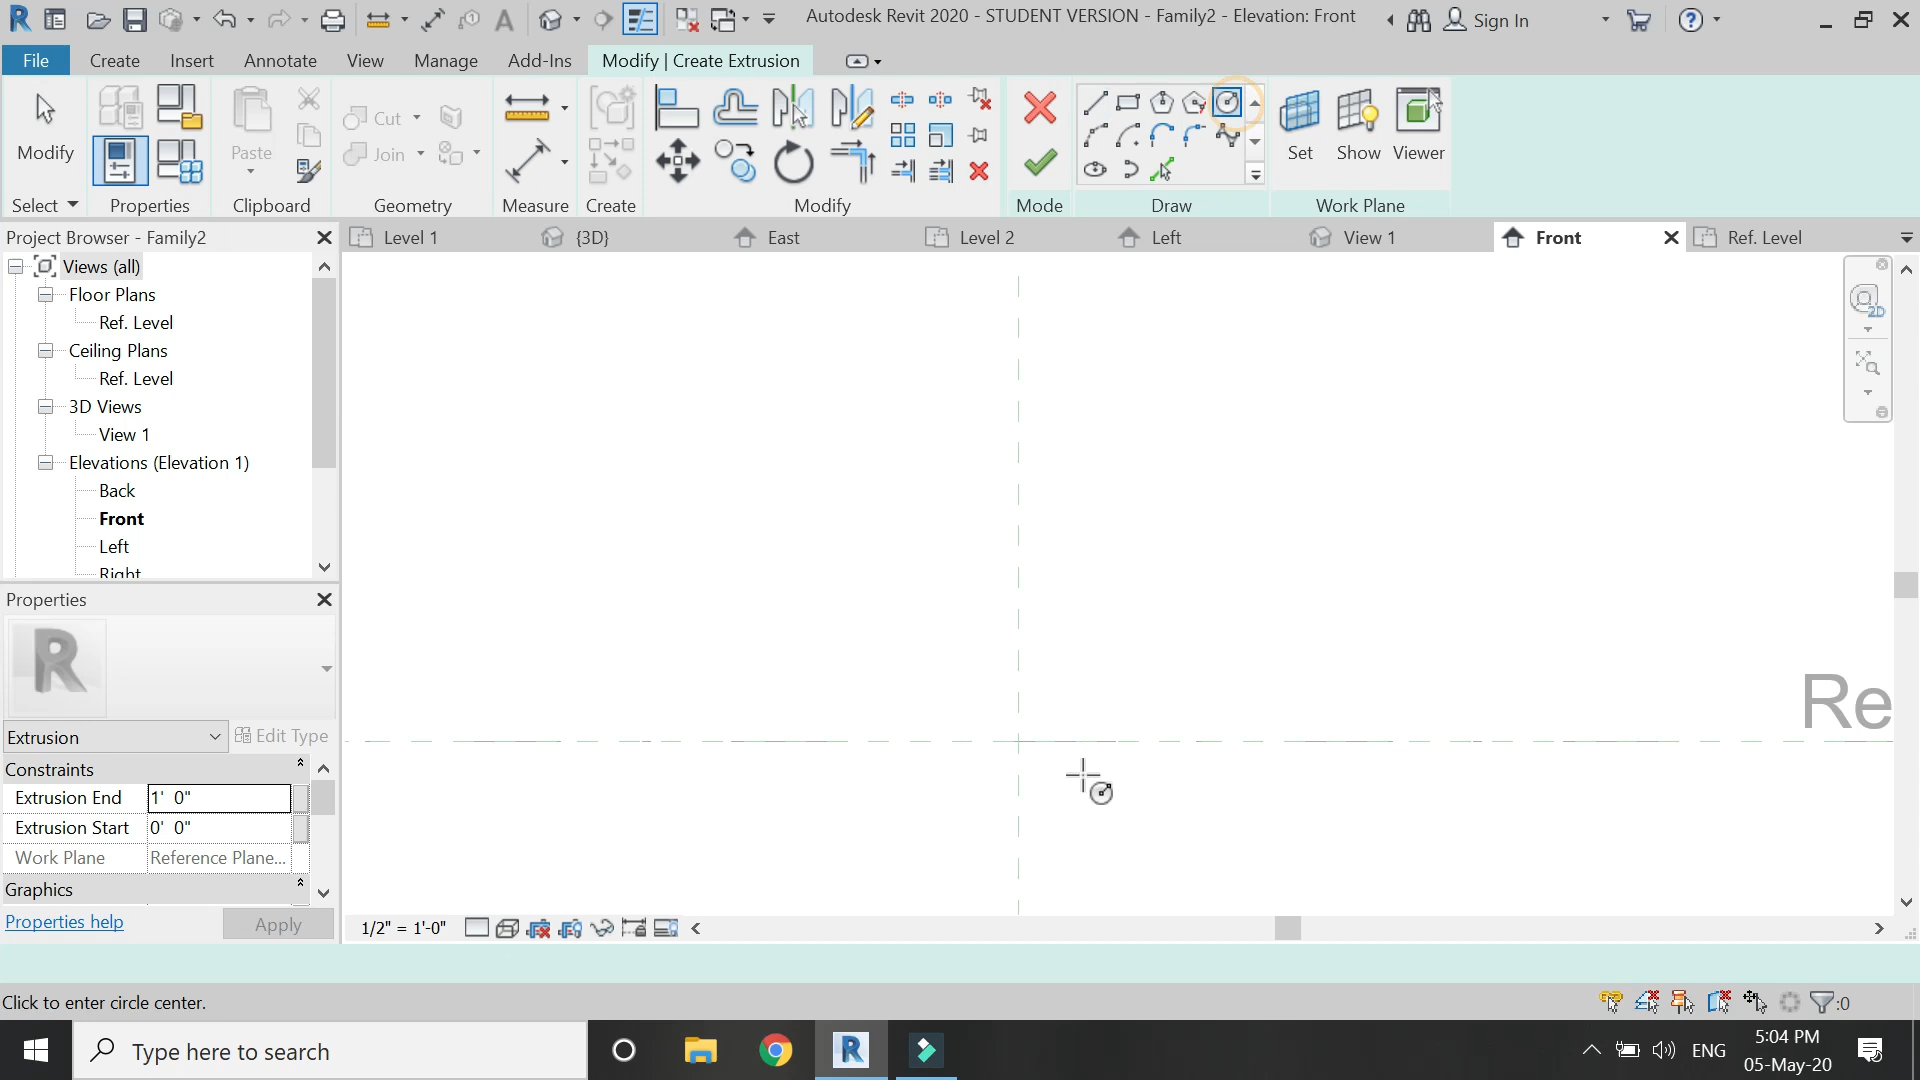 Autodesk Revit 2020 - STUDENT VERSION - Family2 - Elevation: Front
Sign In
File
Create
Insert
Annotate
View
Manage
Add-Ins
Modify | Create Extrusion
Modify
Paste
Cut
Join
Set
Show
Viewer
Select
Properties
Clipboard
Geometry
Measure
Create
Modify
Mode
Draw
Work Plane
Project Browser - Family2
Level 1
{3D}
East
Level 2
Left
View 1
Front
Ref. Level
Views (all)
Floor Plans
Ref. Level
Ceiling Plans
Ref. Level
3D Views
View 1
Elevations (Elevation 1)
Back
Front
Left
Right
Properties
Re
Extrusion
Edit Type
Constraints
Extrusion End 1' 0"
Extrusion Start 0' 0"
Work Plane Reference Plane...
Graphics
Properties help
Apply
1/2" = 1'-0"
Click to enter circle center.
:0
Type here to search
ENG
5:04 PM
05-May-20